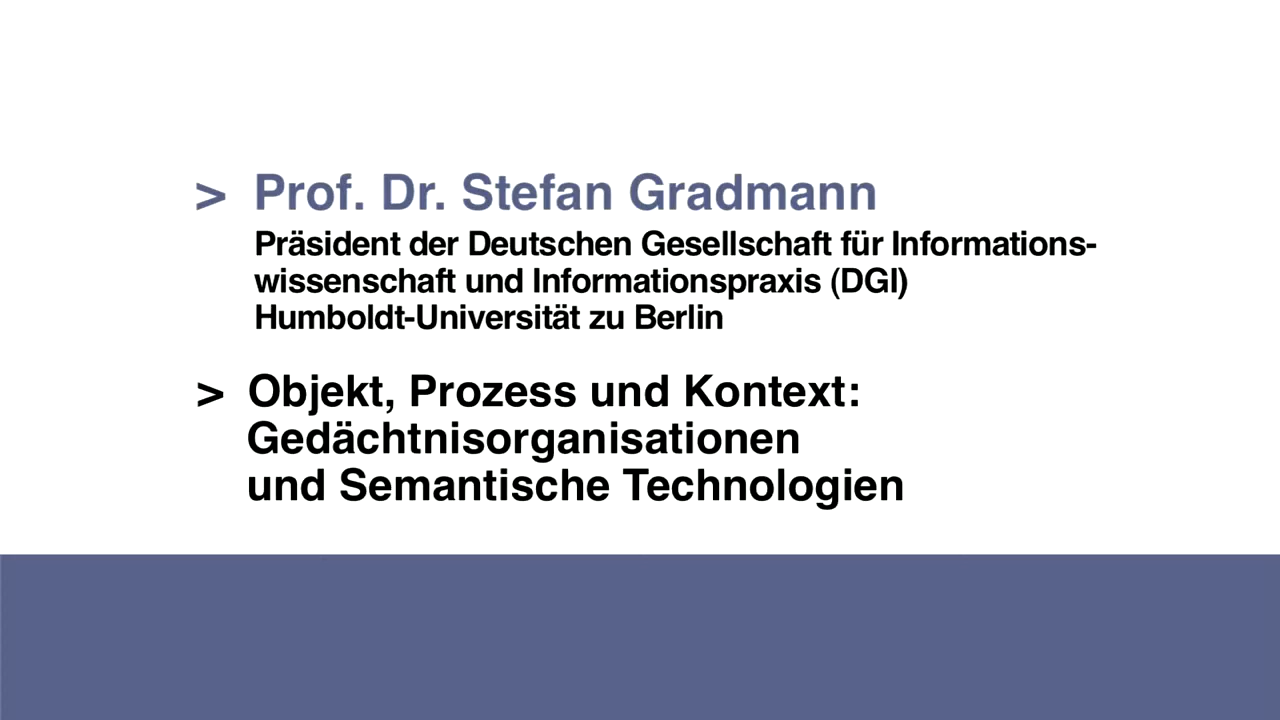 > Prof. Dr. Stefan Gradmann
Präsident der Deutschen Gesellschaft für Informations-
wissenschaft und Informationspraxis (DGI)
Humboldt-Universität zu Berlin
> Objekt, Prozess und Kontext:
Gedächtnisorganisationen
und Semantische Technologien